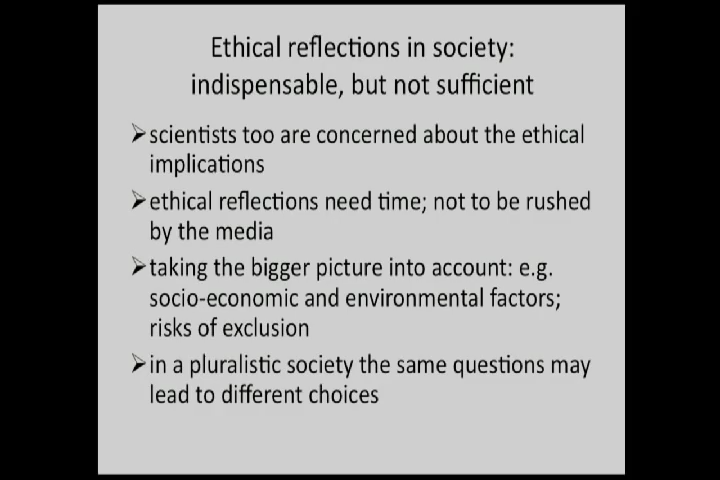 Ethical reflections in society:
indispensable, but not sufficient
➢scientists too are concerned about the ethical
implications
➢ethical reflections need time; not to be rushed
by the media
➢taking the bigger picture into account: e.g.
socio-economic and environmental factors;
risks of exclusion
➢in a pluralistic society the same questions may
lead to different choices